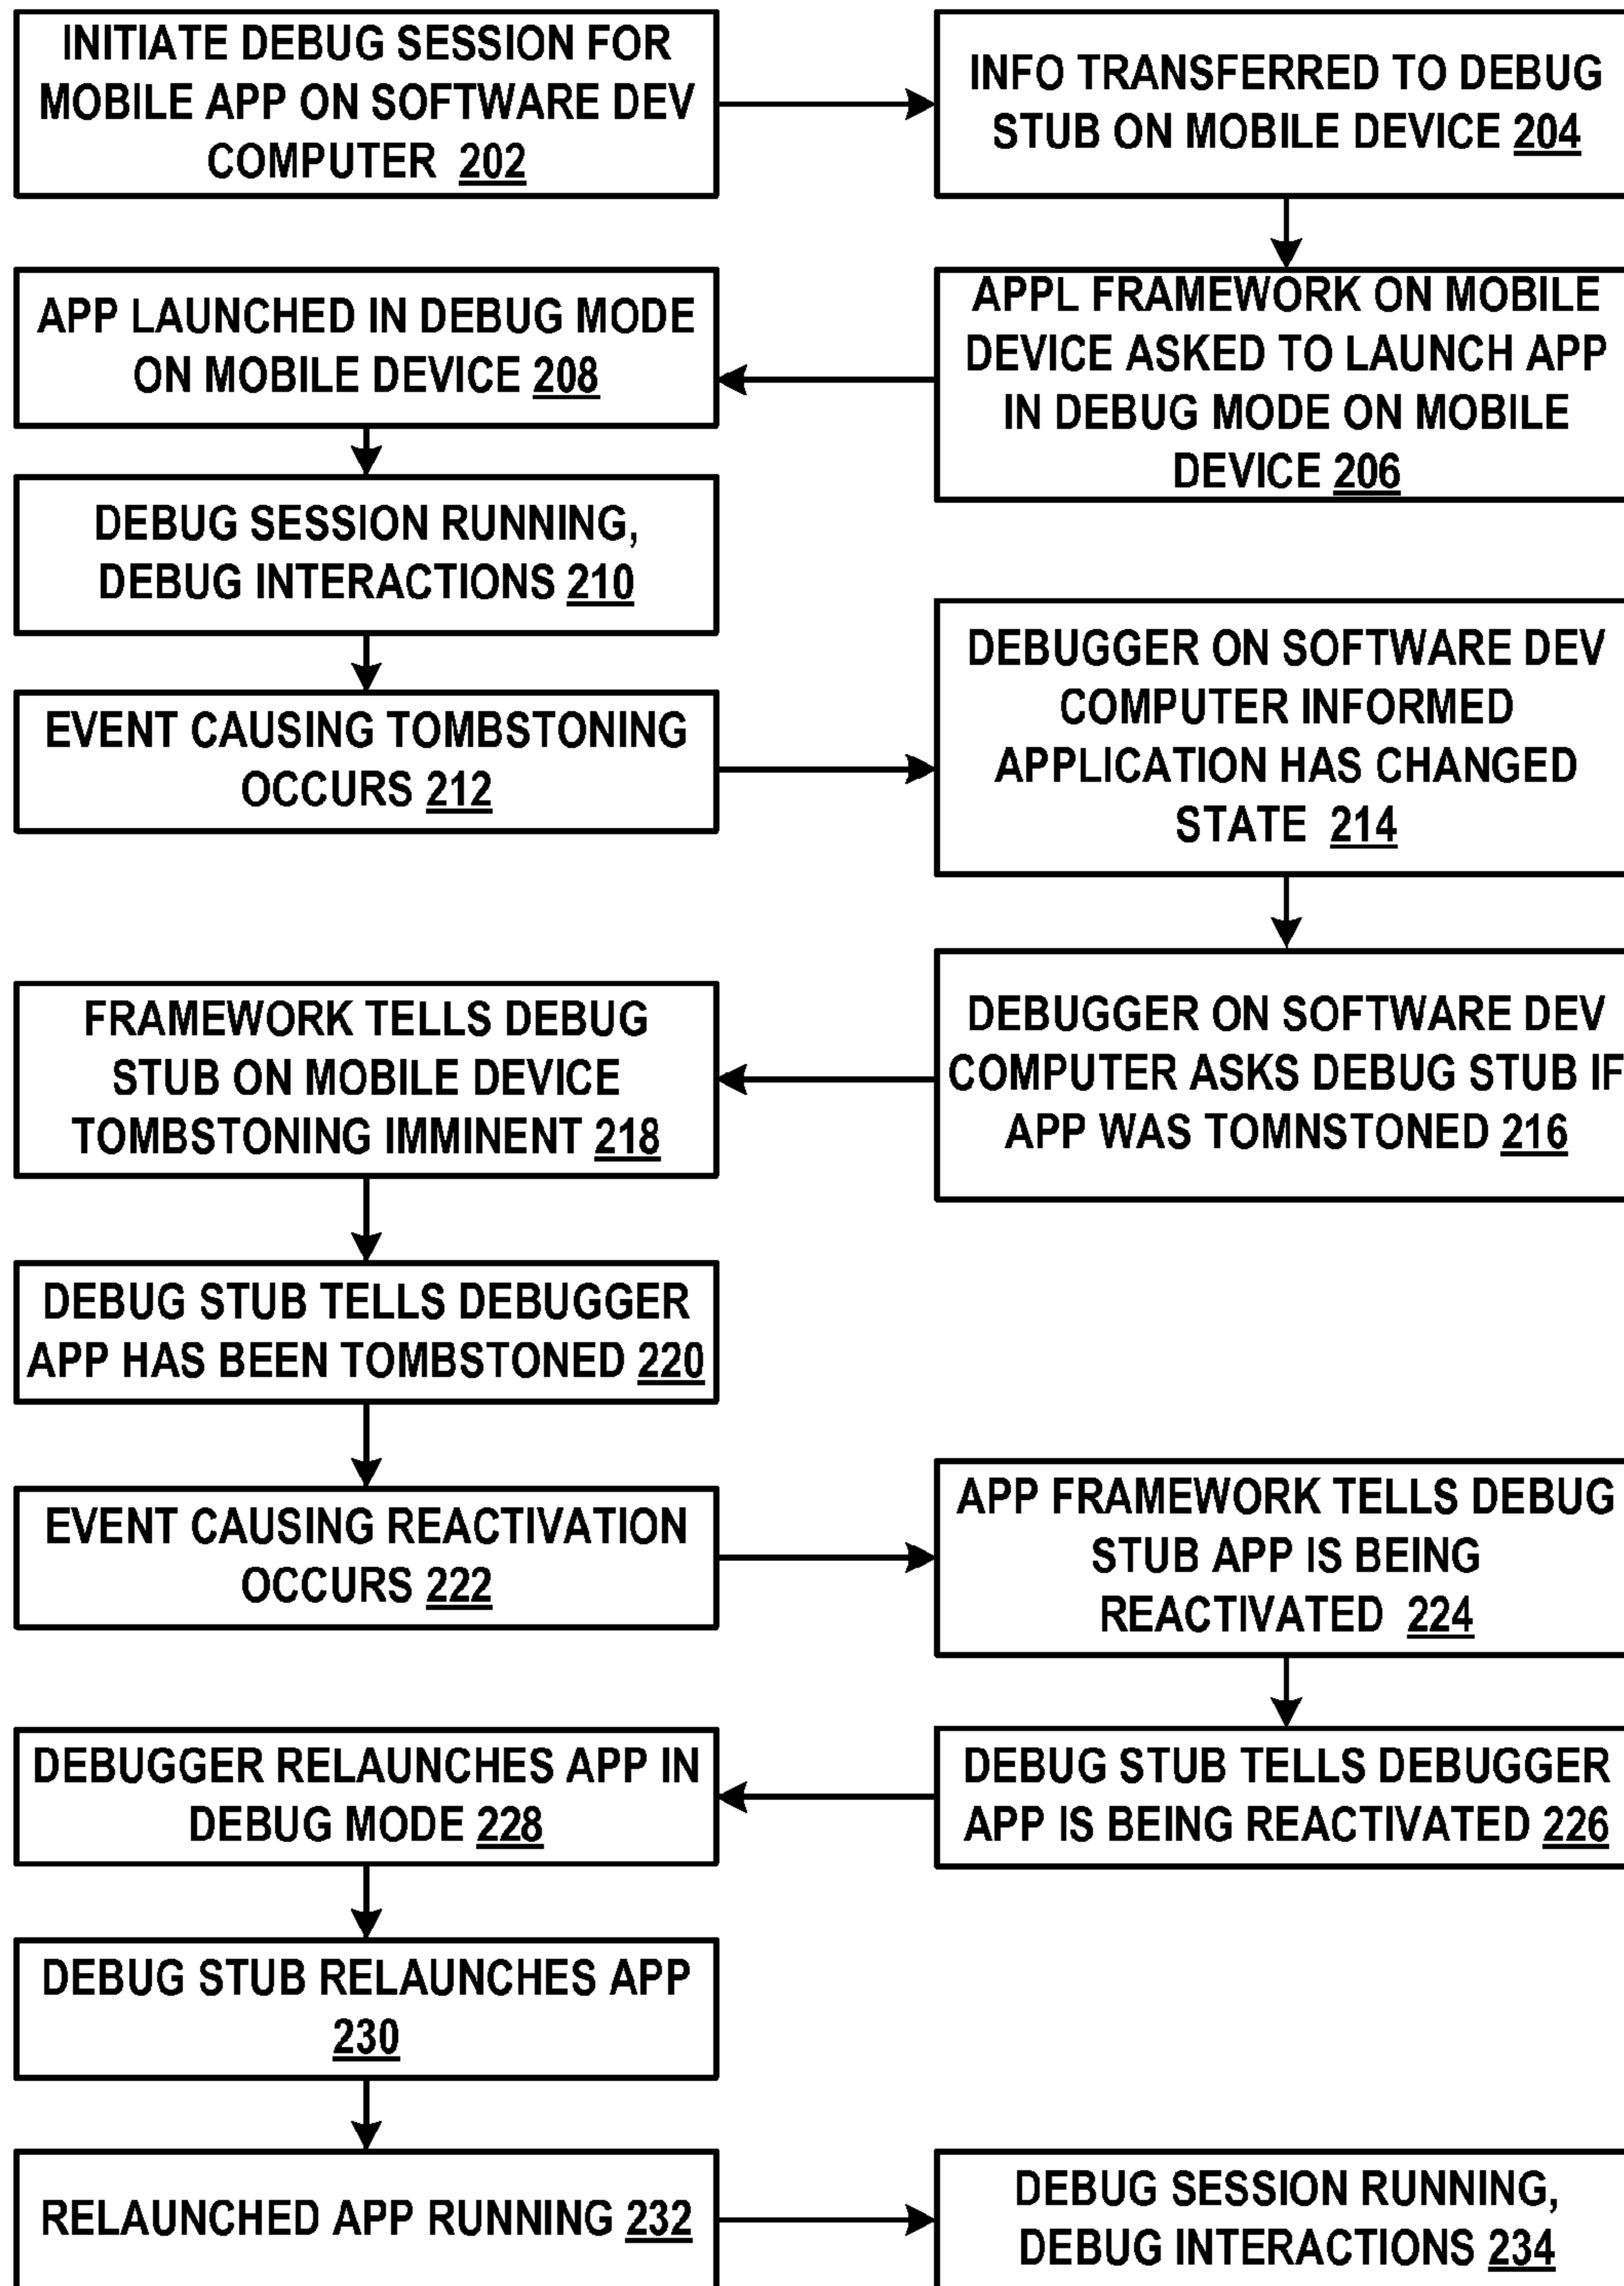 INITIATE DEBUG SESSION FOR
MOBILE APP ON SOFTWARE DEV
COMPUTER 202
INFO TRANSFERRED TO DEBUG
STUB ON MOBILE DEVICE 204
APPL FRAMEWORK ON MOBILE
DEVICE ASKED TO LAUNCH APP
IN DEBUG MODE ON MOBILE
DEVICE 206
APP LAUNCHED IN DEBUG MODE
ON MOBILE DEVICE 208
DEBUG SESSION RUNNING,
DEBUG INTERACTIONS 210
EVENT CAUSING TOMBSTONING
OCCURS 212
DEBUGGER ON SOFTWARE DEV
COMPUTER INFORMED
APPLICATION HAS CHANGED
STATE 214
DEBUGGER ON SOFTWARE DEV
COMPUTER ASKS DEBUG STUB IF
APP WAS TOMNSTONED 216
FRAMEWORK TELLS DEBUG
STUB ON MOBILE DEVICE
TOMBSTONING IMMINENT 218
DEBUG STUB TELLS DEBUGGER
APP HAS BEEN TOMBSTONED 220
EVENT CAUSING REACTIVATION
OCCURS 222
APP FRAMEWORK TELLS DEBUG
STUB APP IS BEING
REACTIVATED 224
DEBUG STUB TELLS DEBUGGER
APP IS BEING REACTIVATED 226
DEBUGGER RELAUNCHES APP IN
DEBUG MODE 228
DEBUG STUB RELAUNCHES APP
230
RELAUNCHED APP RUNNING 232
DEBUG SESSION RUNNING,
DEBUG INTERACTIONS 234